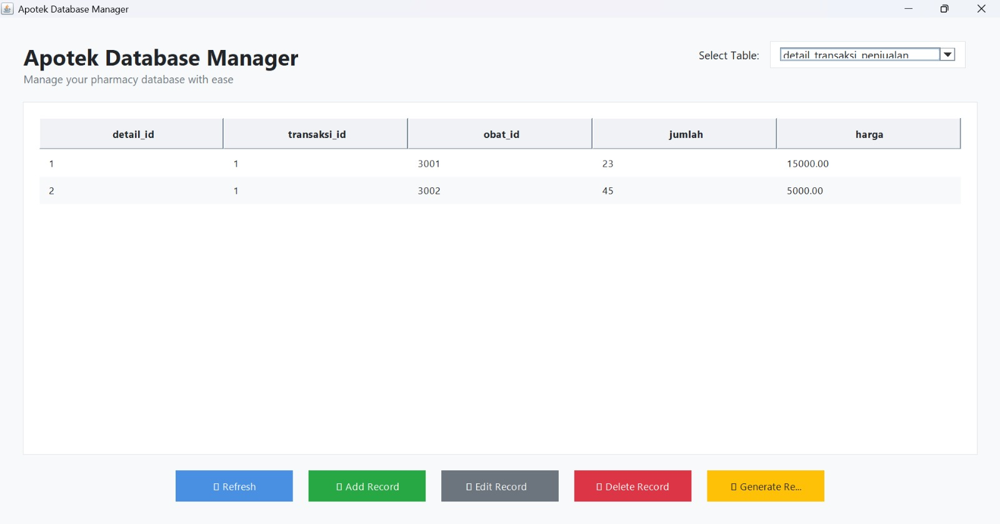 Apotek Database Manager
Apotek Database Manager
Manage your pharmacy database with ease
Select Table: detail_transaksi_penjualan
detail_id transaksi_id obat_id jumlah harga
1 1 3001 23 15000.00
2 1 3002 45 5000.00
Refresh Add Record Edit Record Delete Record Generate Re...